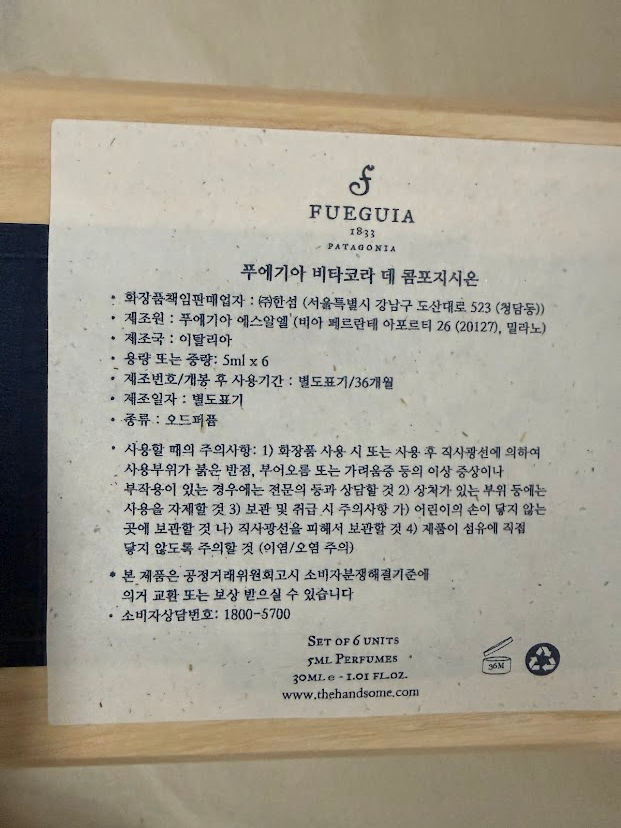 f
FUEGUIA
1833
PATAGONIA
푸에기아 비타코라 데 콤포지시온
• 화장품책임판매업자 : ㈜한섬 (서울특별시 강남구 도산대로 523 (청담동))
• 제조원 : 푸에기아 에스알엘 (비아 페르란테 아포르티 26 (20127), 밀라노)
• 제조국 : 이탈리아
• 용량 또는 중량: 5ml x 6
• 제조번호/개봉 후 사용기간 : 별도표기/36개월
• 제조일자 : 별도표기
• 종류 : 오드퍼퓸
• 사용할 때의 주의사항: 1) 화장품 사용 시 또는 사용 후 직사광선에 의하여
사용부위가 붉은 반점, 부어오름 또는 가려움증 등의 이상 증상이나
부작용이 있는 경우에는 전문의 등과 상담할 것 2) 상처가 있는 부위 등에는
사용을 자제할 것 3) 보관 및 취급 시 주의사항 가) 어린이의 손이 닿지 않는
곳에 보관할 것 나) 직사광선을 피해서 보관할 것 4) 제품이 섬유에 직접
닿지 않도록 주의할 것 (이염/오염 주의)
* 본 제품은 공정거래위원회고시 소비자분쟁해결기준에
의거 교환 또는 보상 받으실 수 있습니다
• 소비자상담번호: 1800-5700
SET OF 6 UNITS
5ML PERFUMES
30ML e - 1.01 FL.OZ.
www.thehandsome.com
36M